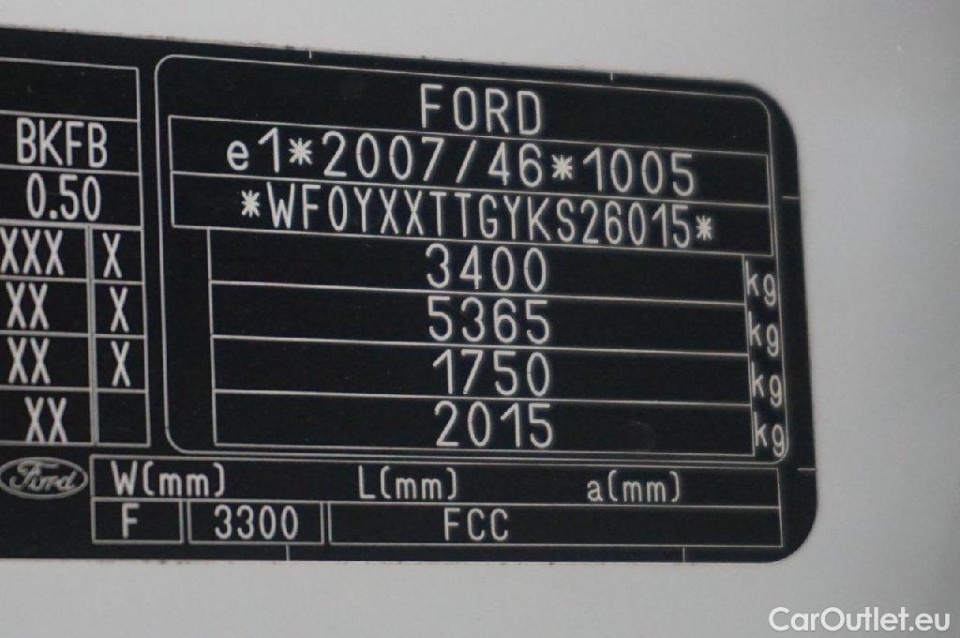 FORD
BKFB
e1*2007/46*1005
0.50
*WF0YXXTTGYKS26015*
XXX X
3400 kg
XX X
5365 kg
XX X
1750 kg
XX
2015 kg
Ford
W(mm) L(mm) a(mm)
F 3300 FCC
CarOutlet.eu